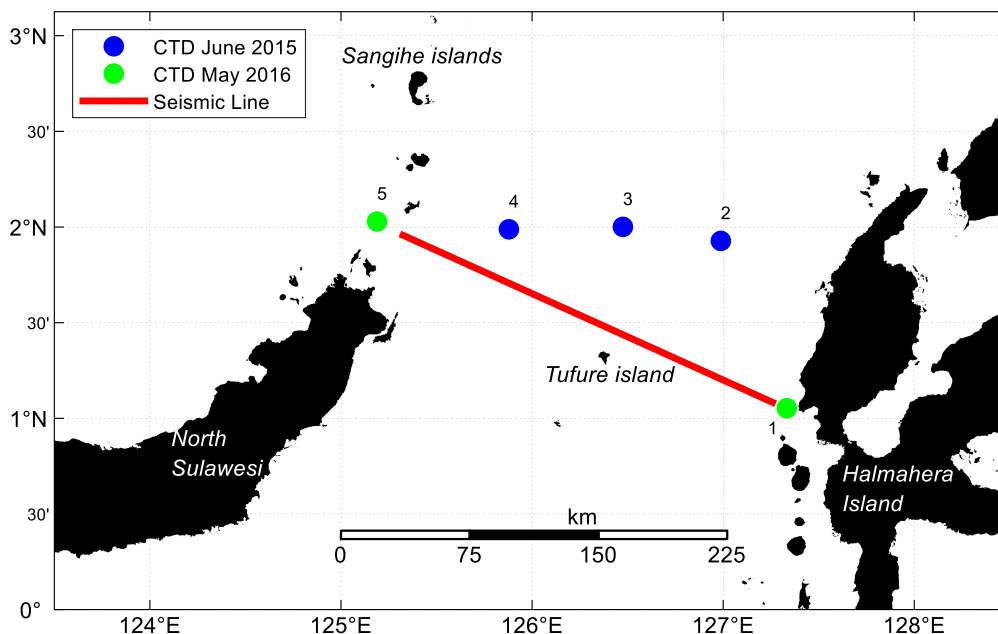 3°N
CTD June 2015
CTD May 2016
Seismic Line
Sangihe islands
30'
5
4
3
2
2°N
30'
Tufure island
1°N
1
North
Sulawesi
Halmahera
Island
30'
km
0
75
150
225
0°
124°E
125°E
126°E
127°E
128°E